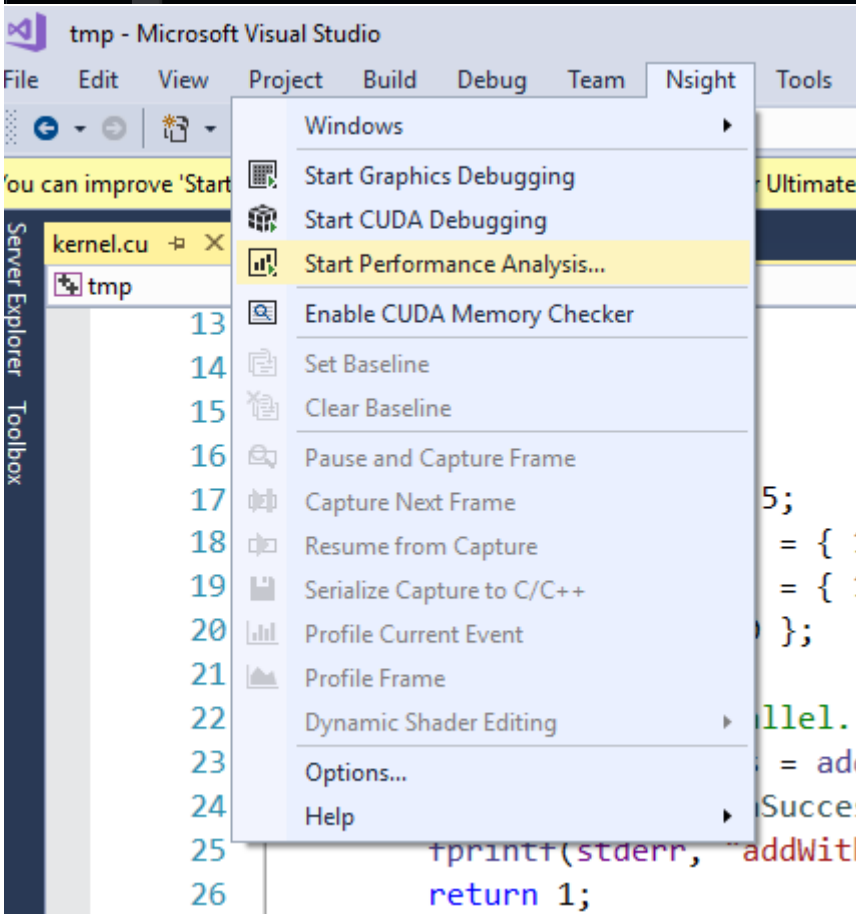 tmp - Microsoft Visual Studio
File Edit View Project Build Debug Team Nsight Tools
You can improve 'Start Ultimate
Server Explorer
Toolbox
kernel.cu
tmp
Windows
Start Graphics Debugging
Start CUDA Debugging
Start Performance Analysis...
Enable CUDA Memory Checker
Set Baseline
Clear Baseline
Pause and Capture Frame
Capture Next Frame
Resume from Capture
Serialize Capture to C/C++
Profile Current Event
Profile Frame
Dynamic Shader Editing
Options...
Help
13
14
15
16
17 5;
18 = {
19 = {
20 };
21
22 llel.
23 = ad
24 Succes
25 fprintf(stderr, "addWith
26 return 1;